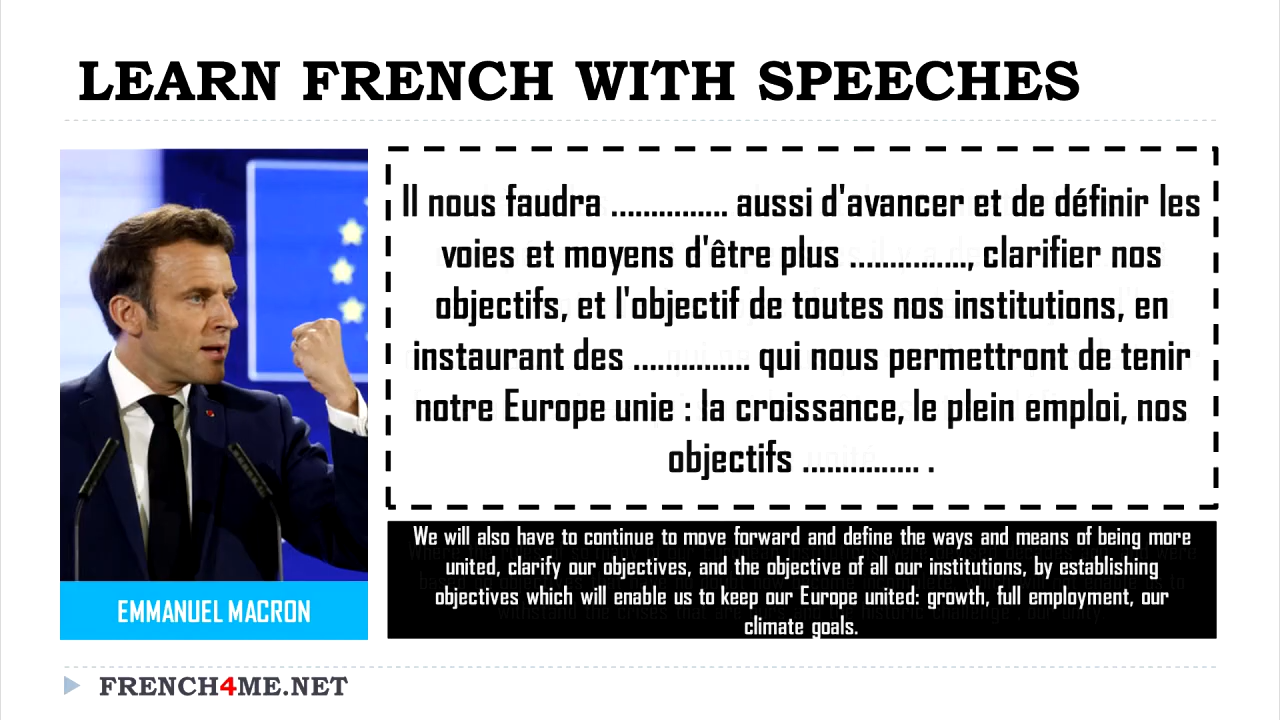 LEARN FRENCH WITH SPEECHES
Il nous faudra ............... aussi d'avancer et de définir les
voies et moyens d'être plus ..............., clarifier nos
objectifs, et l'objectif de toutes nos institutions, en
instaurant des ............... qui nous permettront de tenir
notre Europe unie : la croissance, le plein emploi, nos
objectifs ............... .
We will also have to continue to move forward and define the ways and means of being more
united, clarify our objectives, and the objective of all our institutions, by establishing
objectives which will enable us to keep our Europe united: growth, full employment, our
climate goals.
EMMANUEL MACRON
FRENCH4ME.NET